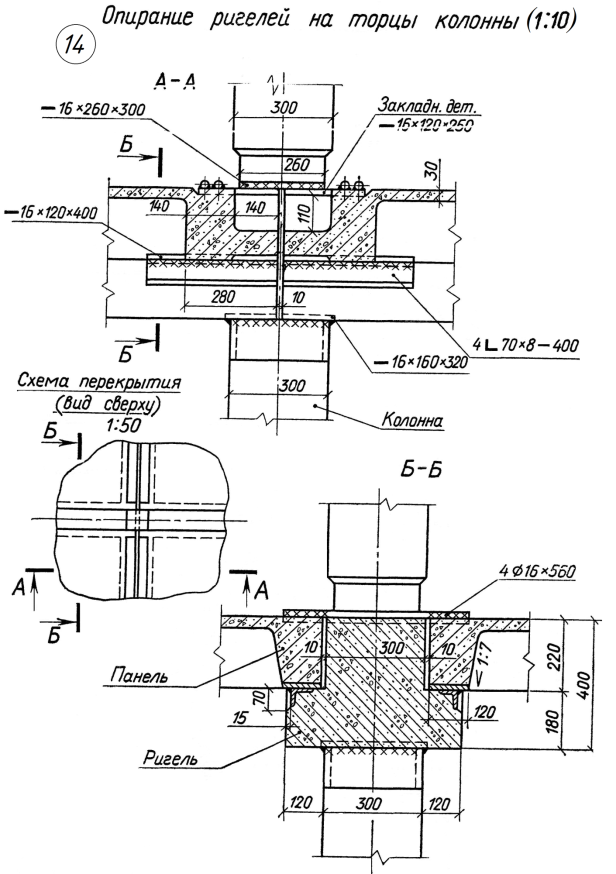 Опирание ригелей на торцы колонны (1:10)
14
А-А
300
Закладн. дет.
-16×120×250
-16×260×300
Б
260
30
140
140
110
-16×120×400
280
10
Б
4∟70×8-400
-16×160×320
Схема перекрытия
(вид сверху)
1:50
300
Колонна
Б
Б-Б
А
А
Б
4 ϕ16×560
10
300
10
1:7
Панель
70
220
400
15
120
180
Ригель
120
300
120